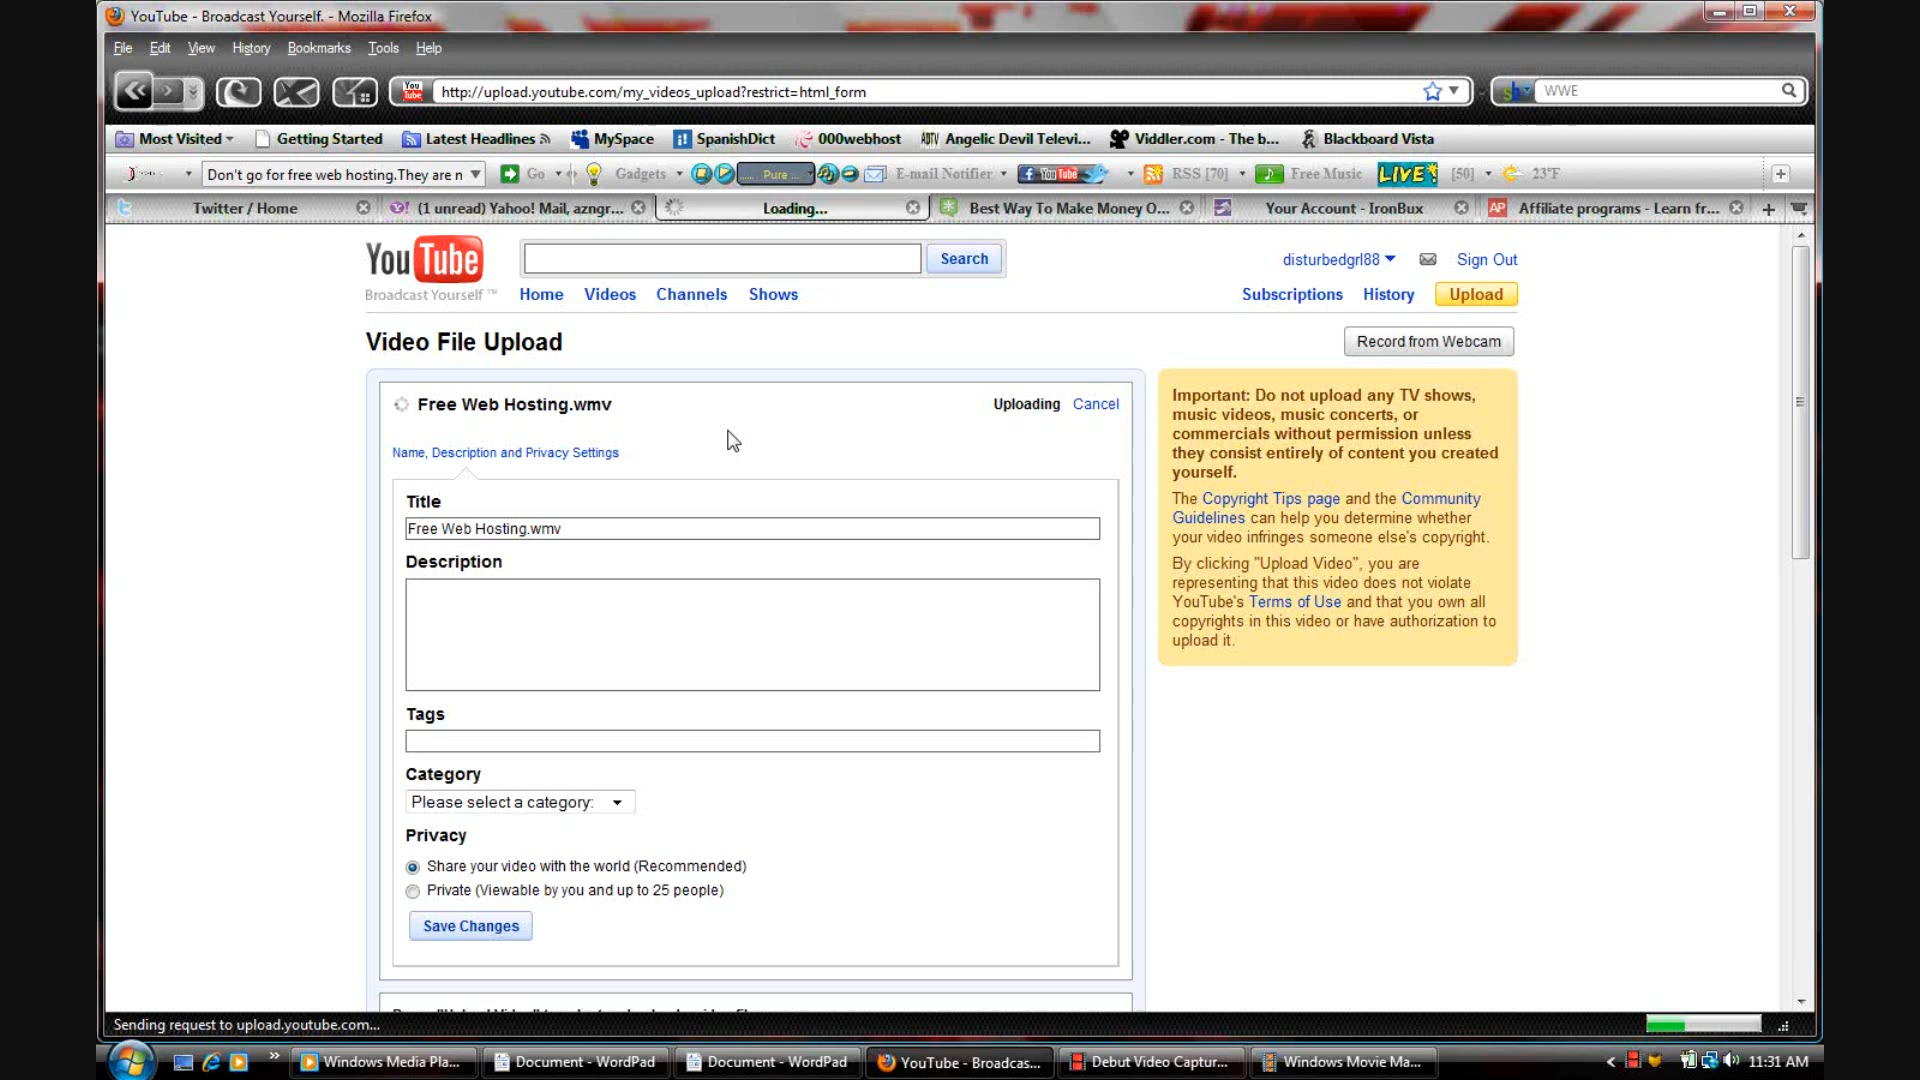 YouTube - Broadcast Yourself. - Mozilla Firefox
File Edit View History Bookmarks Tools Help
You Tube http://upload.youtube.com/my_videos_upload?restrict=html_form WWE
Most Visited Getting Started Latest Headlines MySpace SpanishDict 000webhost Angelic Devil Televi... Viddler.com - The b... Blackboard Vista
Don't go for free web hosting.They are n Go Gadgets Pure ... E-mail Notifier YouTube RSS [70] Free Music LIVE! [50] 23°F
Twitter / Home (1 unread) Yahoo! Mail, azngr... Loading... Best Way To Make Money O... Your Account - IronBux AP Affiliate programs - Learn fr...
YouTube Search disturbedgrl88 Sign Out
Broadcast Yourself ™ Home Videos Channels Shows Subscriptions History Upload
Video File Upload Record from Webcam
Free Web Hosting.wmv Uploading Cancel
Name, Description and Privacy Settings
Title
Free Web Hosting.wmv
Description
Tags
Category
Please select a category:
Privacy
Share your video with the world (Recommended)
Private (Viewable by you and up to 25 people)
Save Changes
Important: Do not upload any TV shows,
music videos, music concerts, or
commercials without permission unless
they consist entirely of content you created
yourself.
The Copyright Tips page and the Community
Guidelines can help you determine whether
your video infringes someone else's copyright.
By clicking "Upload Video", you are
representing that this video does not violate
YouTube's Terms of Use and that you own all
copyrights in this video or have authorization to
upload it.
Sending request to upload.youtube.com...
Windows Media Pla... Document - WordPad Document - WordPad YouTube - Broadcas... Debut Video Captur... Windows Movie Ma... 11:31 AM